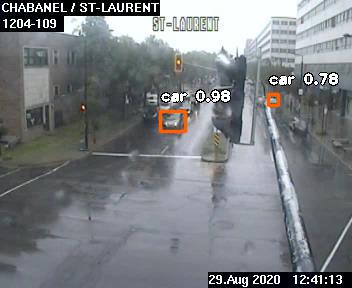 CHABANEL / ST-LAURENT
1204-109
ST-LAURENT
car 0.98
car 0.78
29.Aug 2020 12:41:13